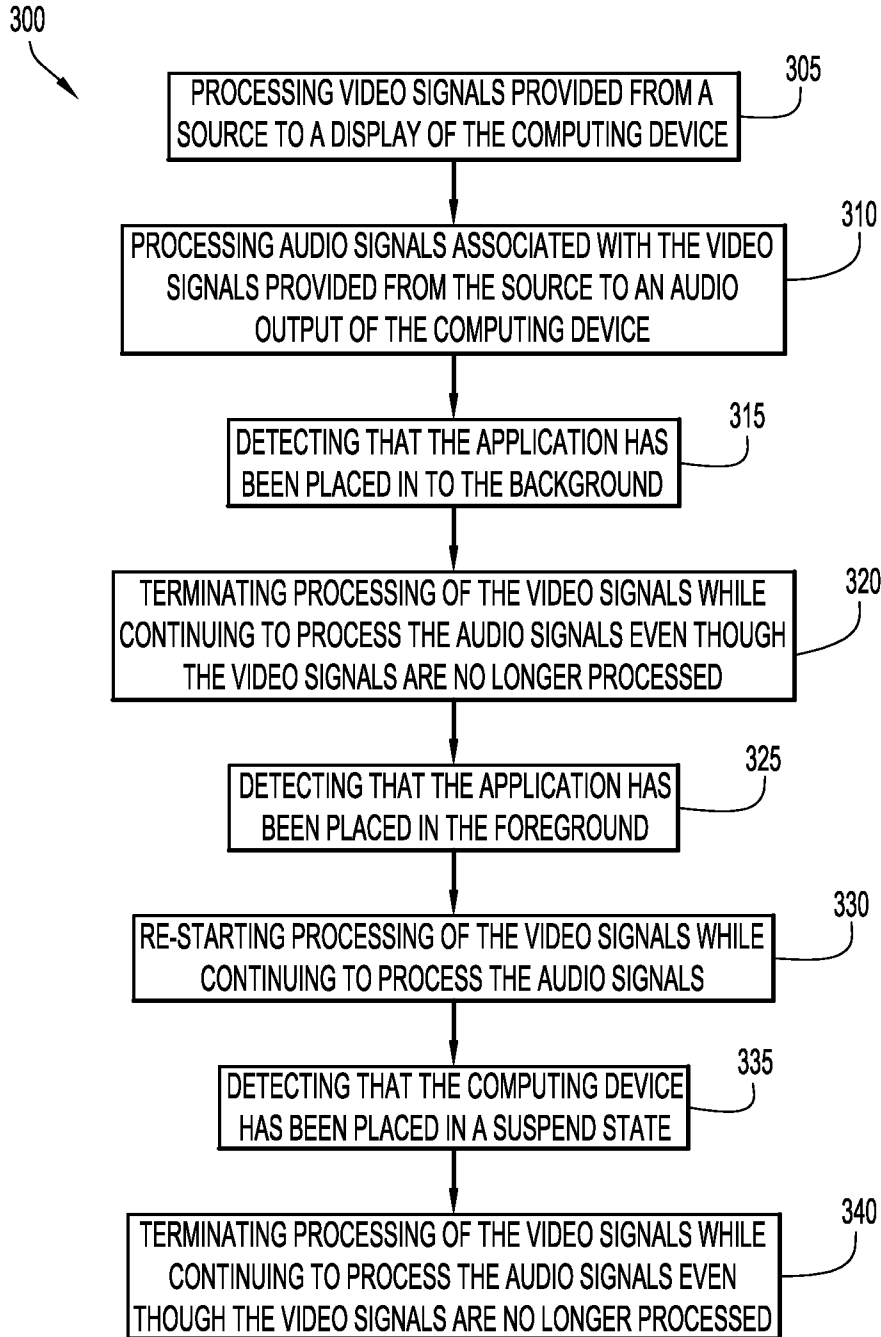 300
305
PROCESSING VIDEO SIGNALS PROVIDED FROM A
SOURCE TO A DISPLAY OF THE COMPUTING DEVICE
310
PROCESSING AUDIO SIGNALS ASSOCIATED WITH THE VIDEO
SIGNALS PROVIDED FROM THE SOURCE TO AN AUDIO
OUTPUT OF THE COMPUTING DEVICE
315
DETECTING THAT THE APPLICATION HAS
BEEN PLACED IN TO THE BACKGROUND
320
TERMINATING PROCESSING OF THE VIDEO SIGNALS WHILE
CONTINUING TO PROCESS THE AUDIO SIGNALS EVEN THOUGH
THE VIDEO SIGNALS ARE NO LONGER PROCESSED
325
DETECTING THAT THE APPLICATION HAS
BEEN PLACED IN THE FOREGROUND
330
RE-STARTING PROCESSING OF THE VIDEO SIGNALS WHILE
CONTINUING TO PROCESS THE AUDIO SIGNALS
335
DETECTING THAT THE COMPUTING DEVICE
HAS BEEN PLACED IN A SUSPEND STATE
340
TERMINATING PROCESSING OF THE VIDEO SIGNALS WHILE
CONTINUING TO PROCESS THE AUDIO SIGNALS EVEN
THOUGH THE VIDEO SIGNALS ARE NO LONGER PROCESSED